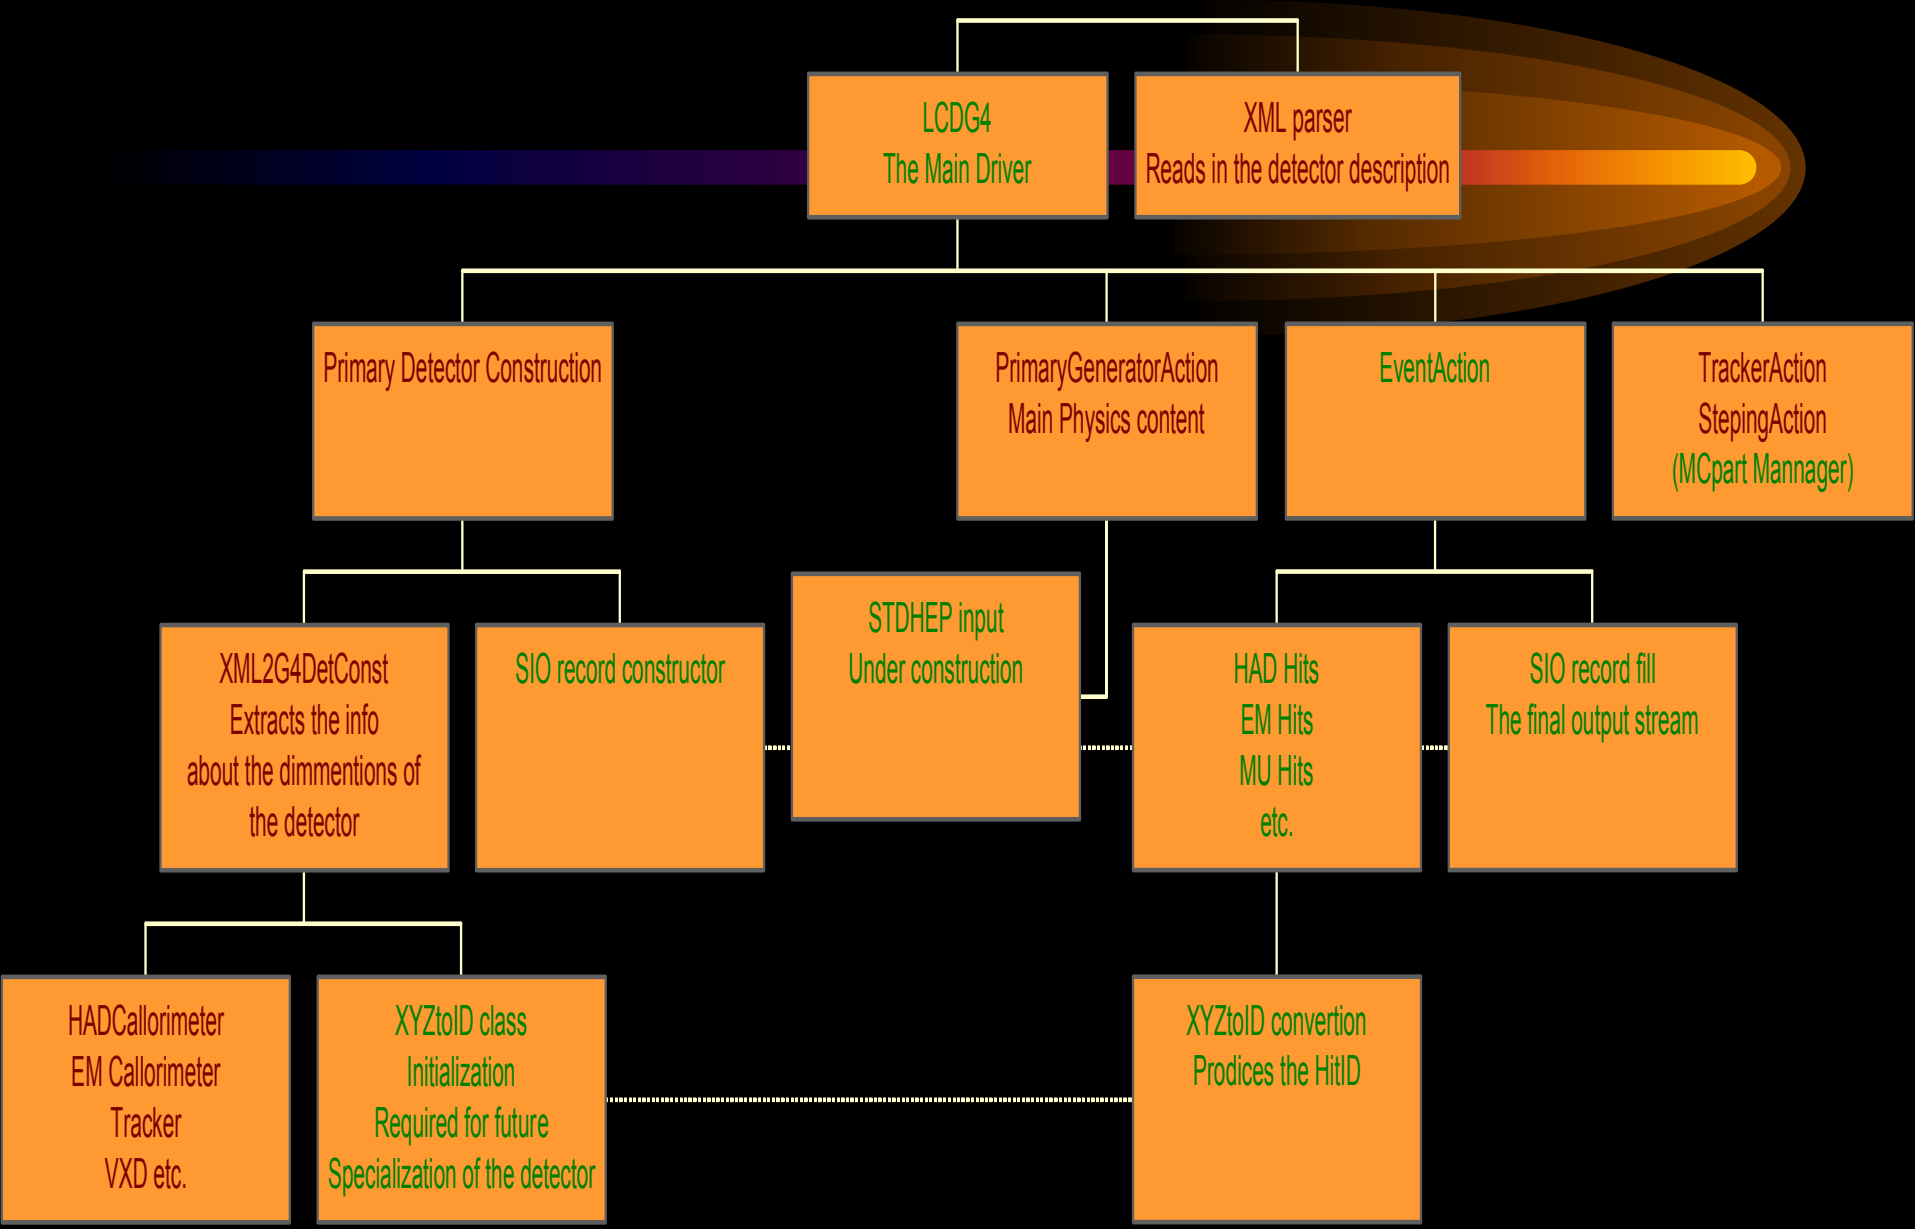 LCDG4
The Main Driver
XML parser
Reads in the detector description
Primary Detector Construction
PrimaryGeneratorAction
Main Physics content
EventAction
TrackerAction
StepingAction
(MCpart Mannager)
XML2G4DetConst
Extracts the info
about the dimmentions of
the detector
SIO record constructor
STDHEP input
Under construction
HAD Hits
EM Hits
MU Hits
etc.
SIO record fill
The final output stream
HADCallorimeter
EM Callorimeter
Tracker
VXD etc.
XYZtoID class
Initialization
Required for future
Specialization of the detector
XYZtoID convertion
Prodices the HitID